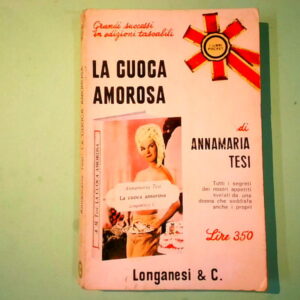 Grandi successi
in edizioni tascabili
LA CUOCA
AMOROSA
di
ANNAMARIA
TESI
Tutti i segreti
dei nostri appetiti
svelati da una
donna che soddisfa
anche i propri
Lire 350
Annamaria Tesi
La cuoca amorosa
Longanesi & C.